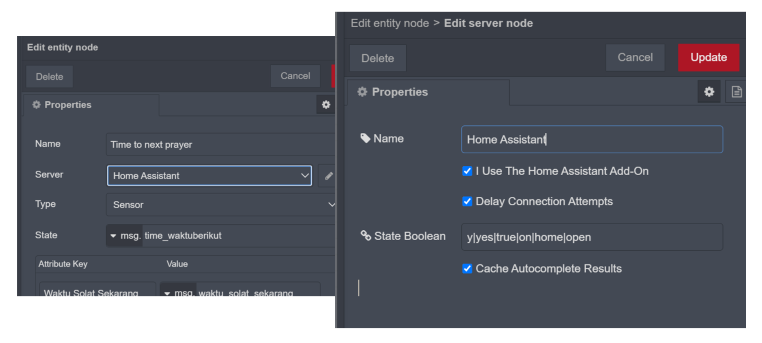 Edit entity node
Delete
Cancel
Properties
Name
Time to next prayer
Server
Home Assistant
Type
Sensor
State
msg. time_waktuberikut
Attribute Key
Value
Waktu Solat Sekarang
msg. waktu_solat_sekarang
Edit entity node > Edit server node
Delete
Cancel
Update
Properties
Name
Home Assistant
I Use The Home Assistant Add-On
Delay Connection Attempts
State Boolean
y|yes|true|on|home|open
Cache Autocomplete Results